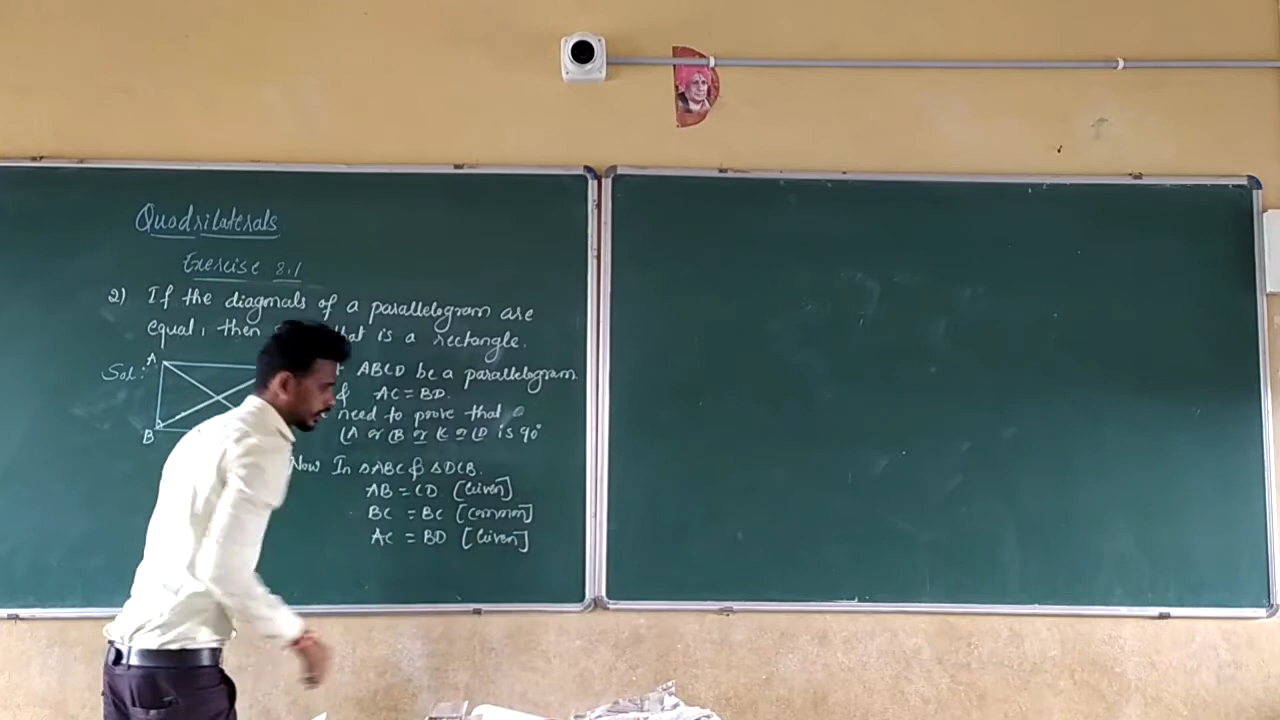 Quadrilaterals
Exercise 8.1
2) If the diagonals of a parallelogram are
equal, then that is a rectangle.
Sol:
A
ABCD be a parallelogram
& AC = BD.
need to prove that
∠A or ∠B or ∠C or ∠D is 90°
B
Now In △ABC & △DCB.
AB = CD [Given]
BC = BC [Common]
AC = BD [Given]